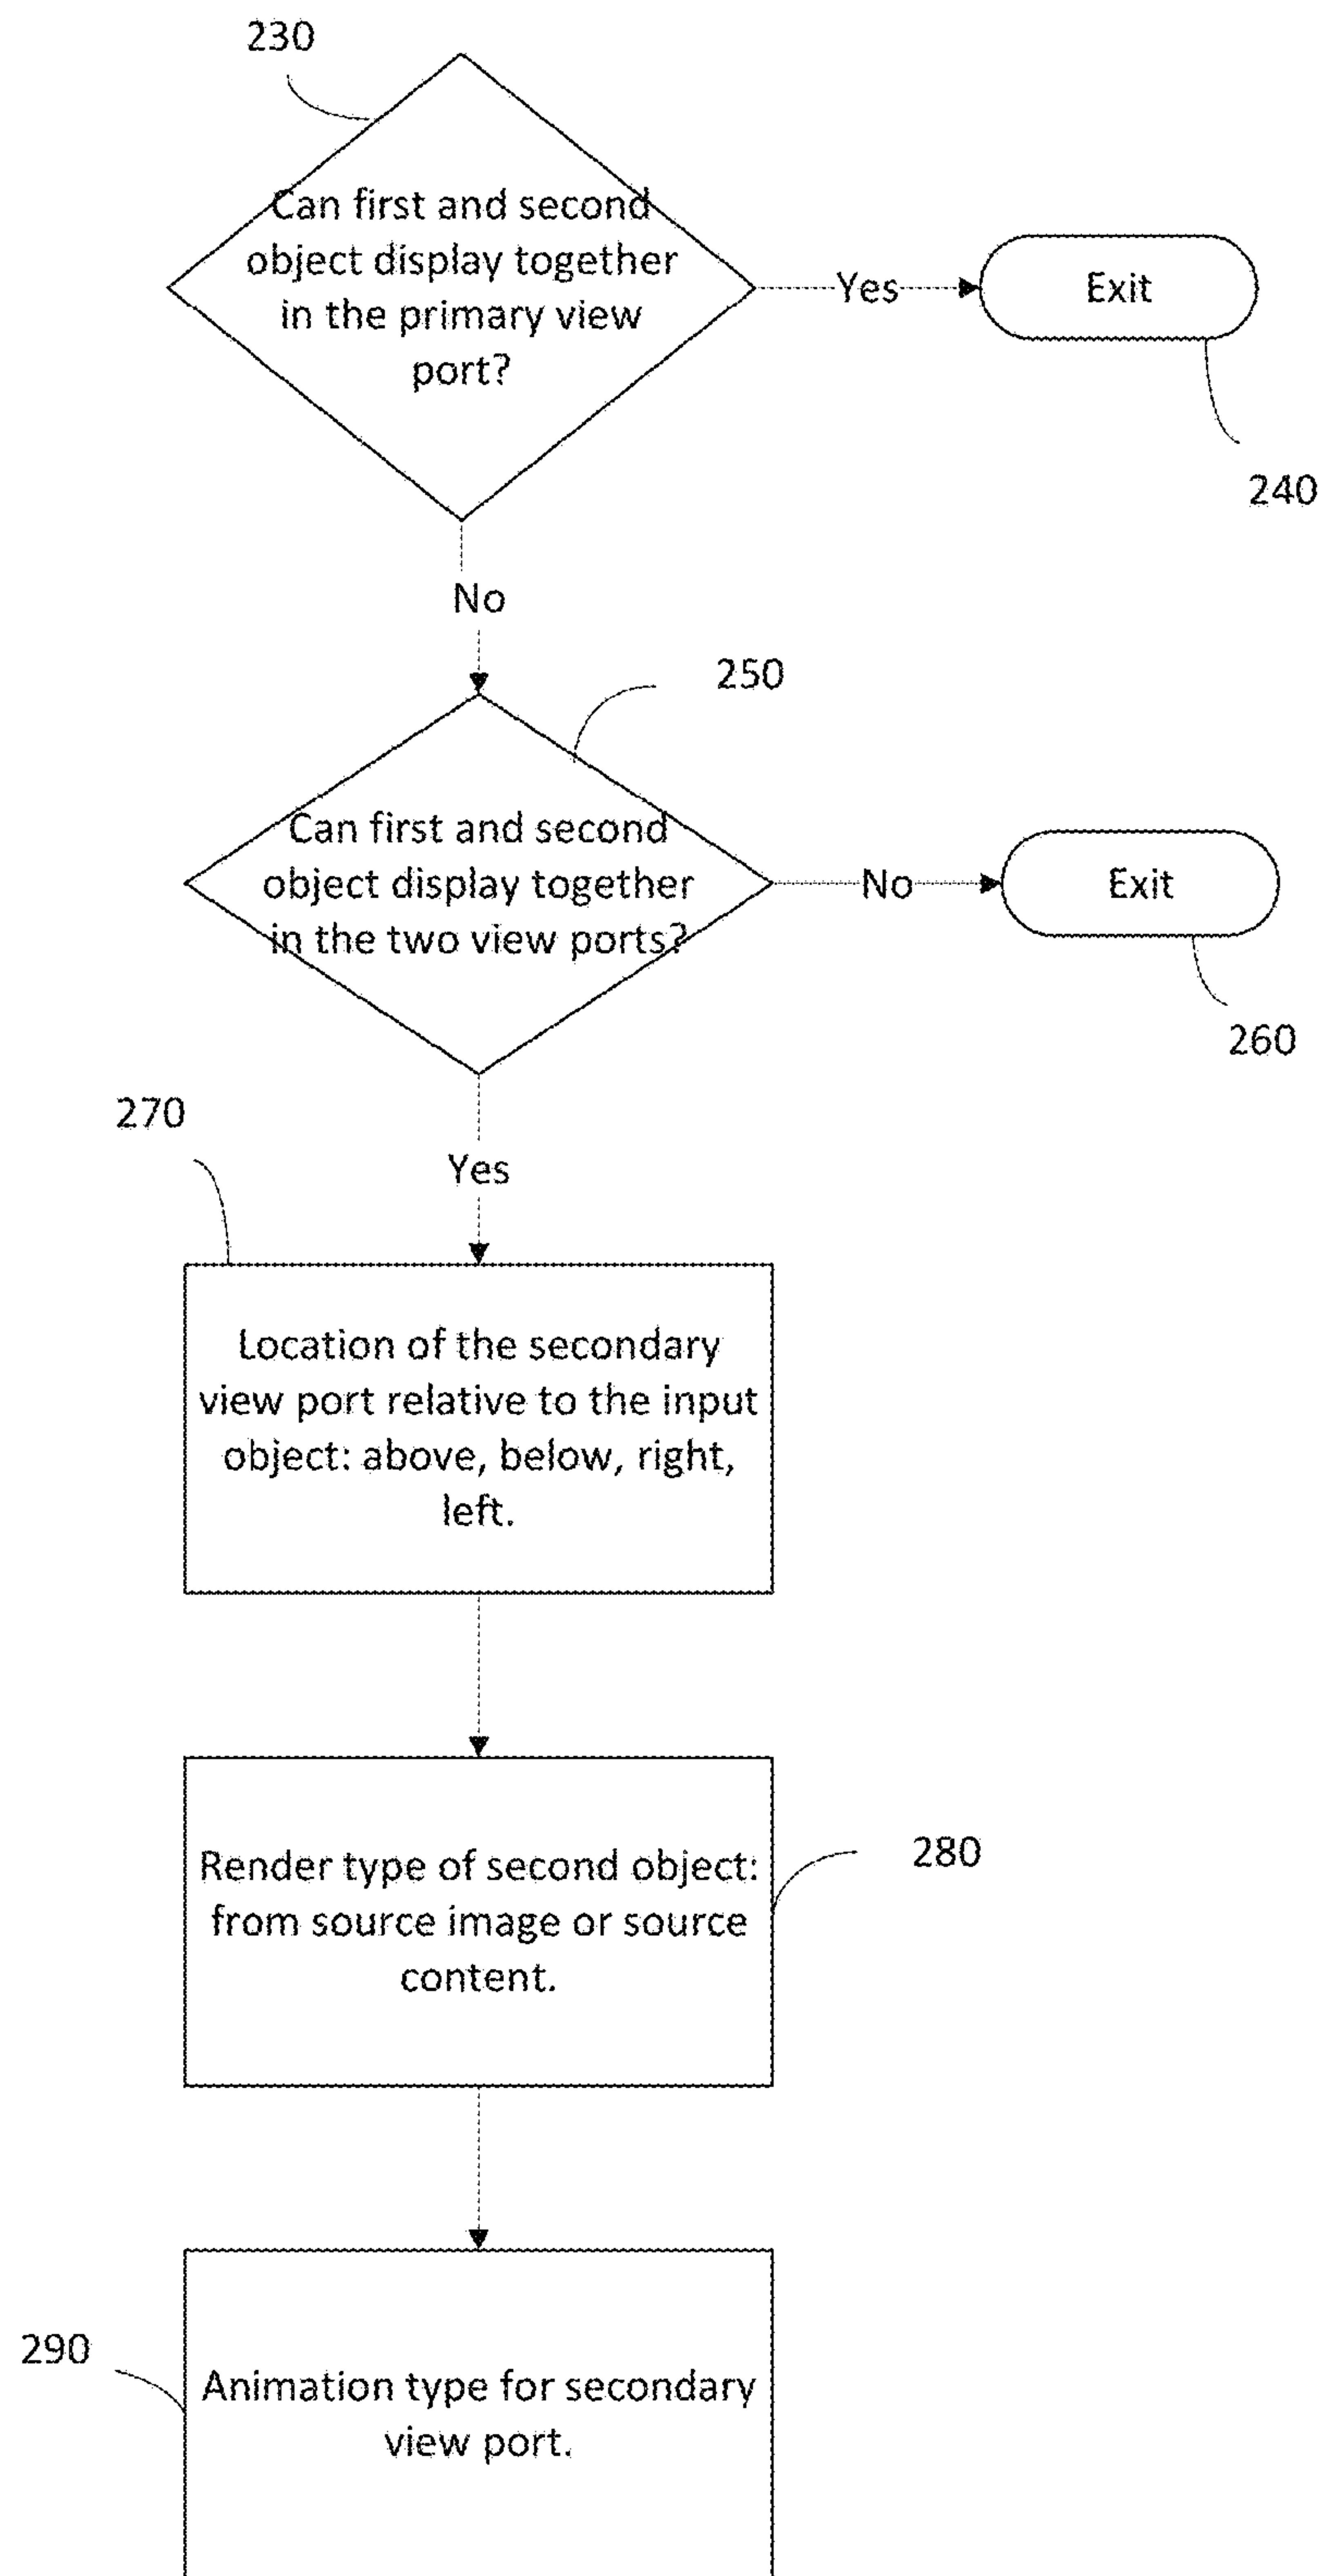 230
Can first and second
object display together
in the primary view
port?
Yes
Exit
240
No
250
Can first and second
object display together
in the two view ports?
No
Exit
260
270
Yes
Location of the secondary
view port relative to the input
object: above, below, right,
left.
Render type of second object:
from source image or source
content.
280
290
Animation type for secondary
view port.